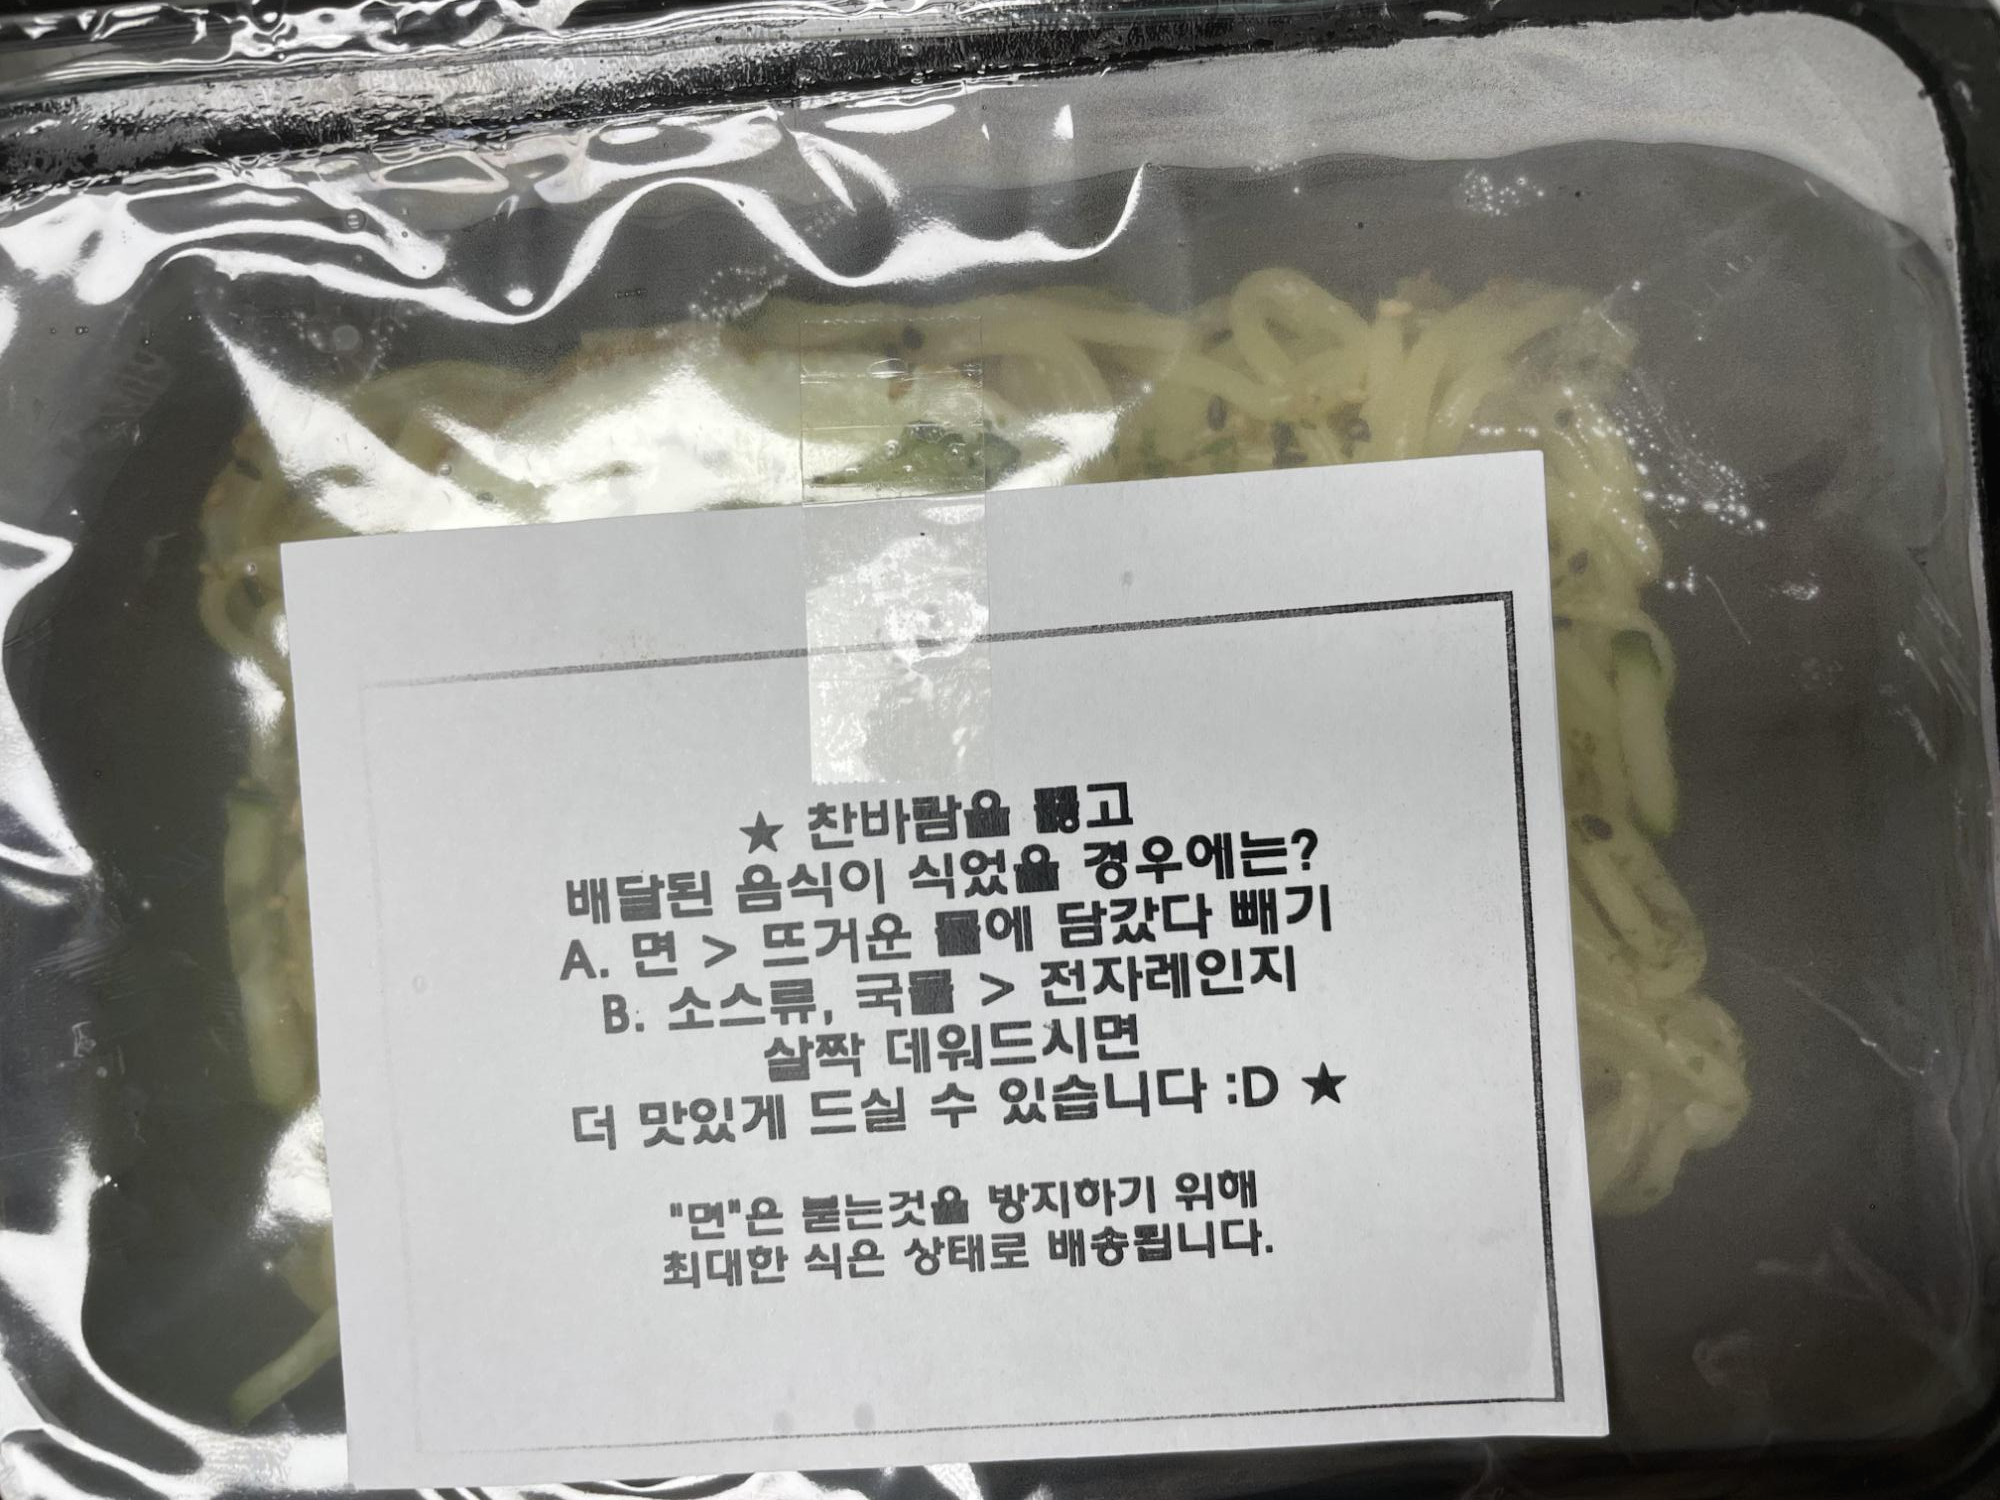 ★ 찬바람을 뚫고
배달된 음식이 식었을 경우에는?
A. 면 > 뜨거운 물에 담갔다 빼기
B. 소스류, 국물 > 전자레인지
살짝 데워드시면
더 맛있게 드실 수 있습니다 :D ★
"면"은 붇는것을 방지하기 위해
최대한 식은 상태로 배송됩니다.